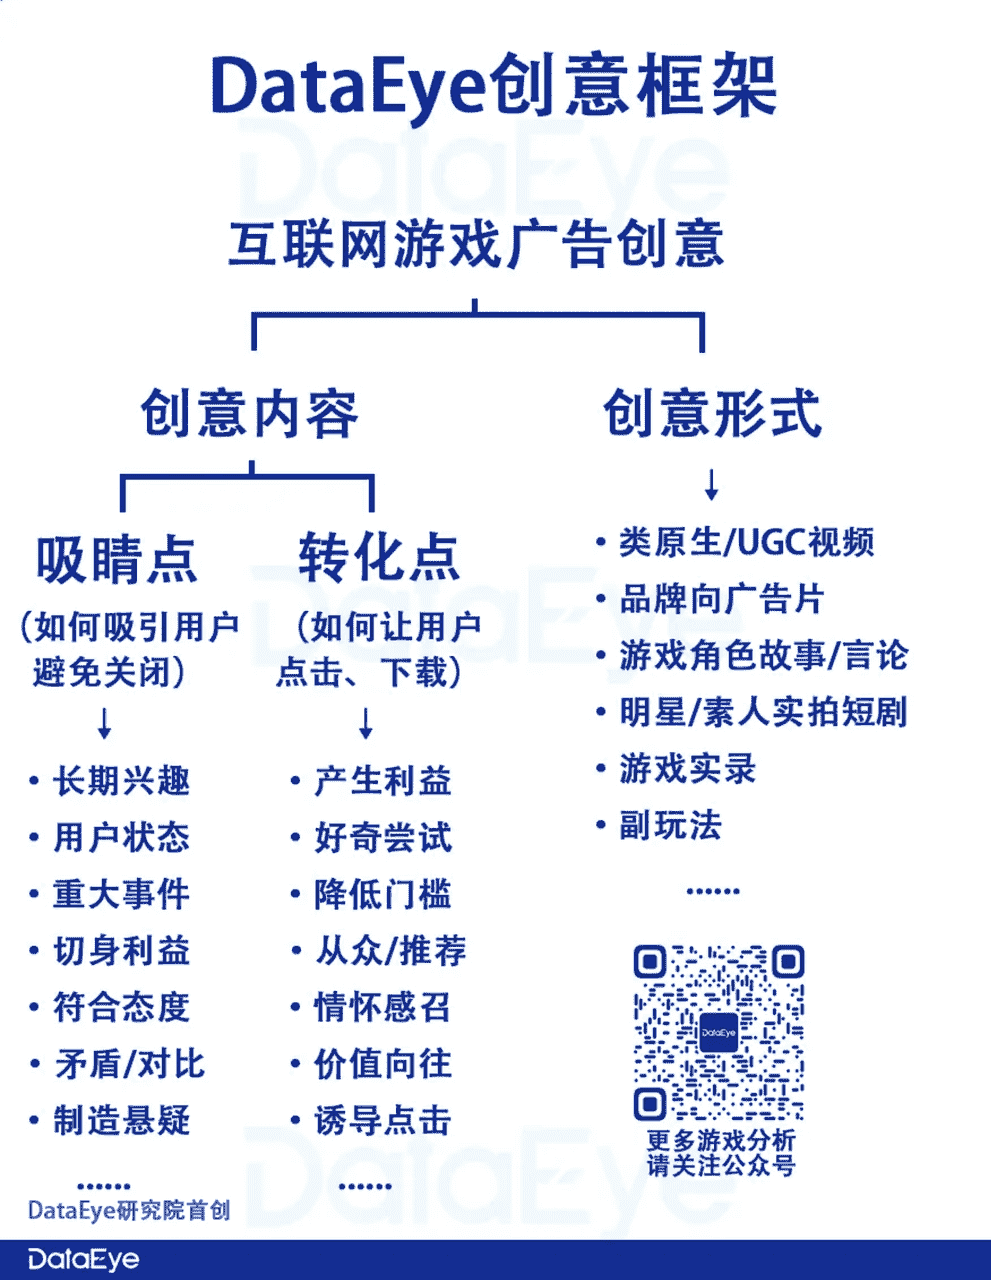 DataEye创意框架
互联网游戏广告创意
创意内容
吸睛点
（如何吸引用户
避免关闭）
• 长期兴趣
• 用户状态
• 重大事件
• 切身利益
• 符合态度
• 矛盾/对比
• 制造悬疑
......
转化点
（如何让用户
点击、下载）
• 产生利益
• 好奇尝试
• 降低门槛
• 从众/推荐
• 情怀感召
• 价值向往
• 诱导点击
......
创意形式
• 类原生/UGC视频
• 品牌向广告片
• 游戏角色故事/言论
• 明星/素人实拍短剧
• 游戏实录
• 副玩法
......
DataEye
更多游戏分析
请关注公众号
DataEye研究院首创
DataEye
DataEye
DataEye
DataEye